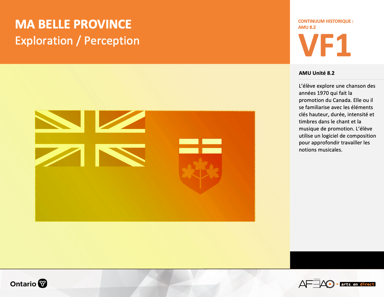 MA BELLE PROVINCE
Exploration / Perception
CONTINUUM HISTORIQUE :
AMU 8.2
VF1
AMU Unité 8.2
L'élève explore une chanson des
années 1970 qui fait la
promotion du Canada. Elle ou il
se familiarise avec les éléments
clés hauteur, durée, intensité et
timbres dans le chant et la
musique de promotion. L'élève
utilise un logiciel de composition
pour approfondir travailler les
notions musicales.
Ontario
AFEAO - arts en direct